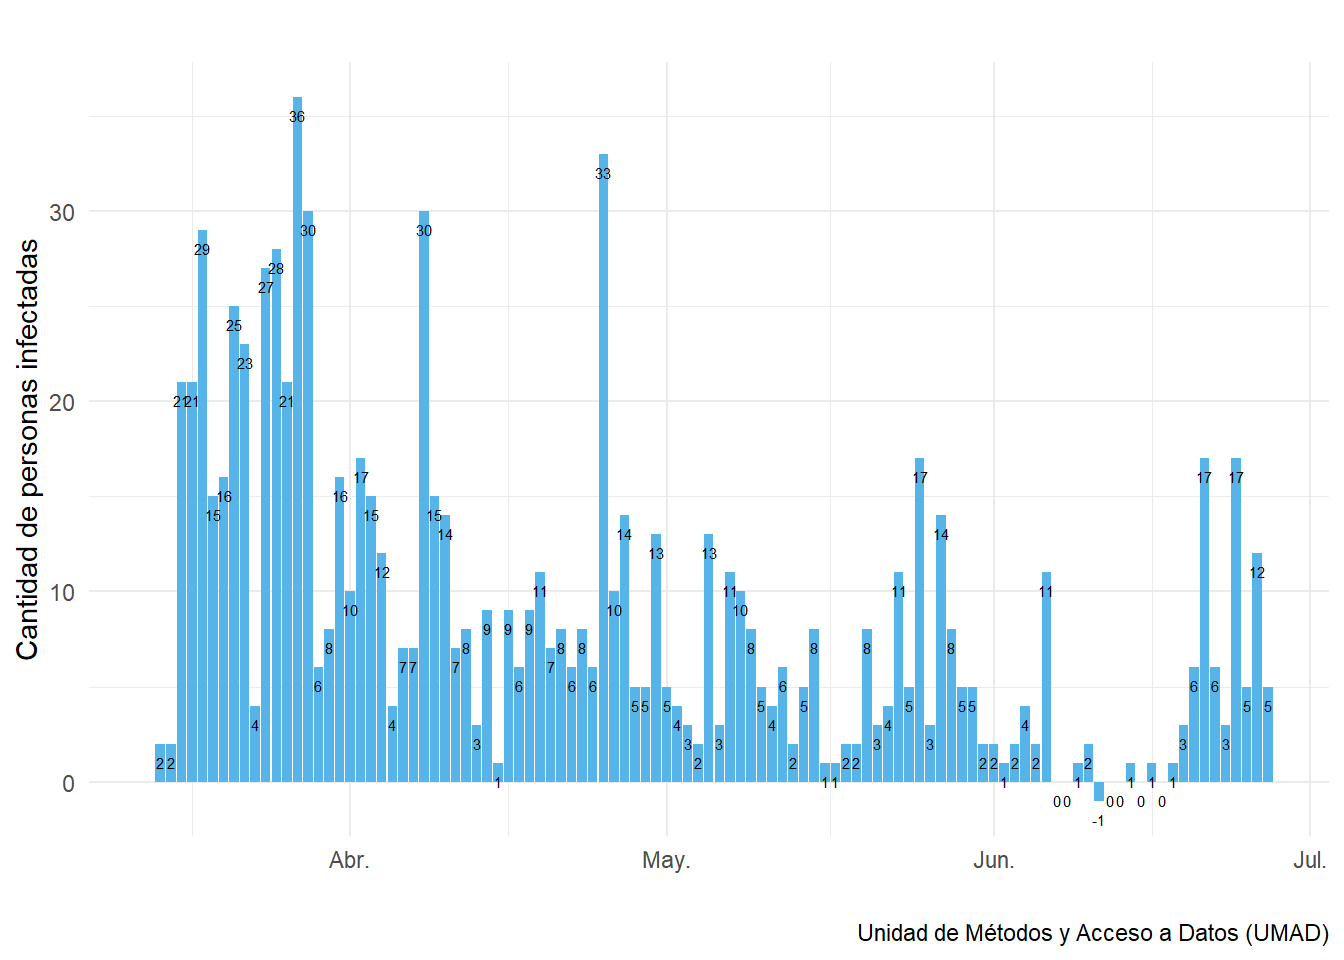 Cantidad de personas infectadas
30
20
10
0
2 2 21 21 29 15 16 25 23 4 27 28 21 36 30 6 8 16 10 17 15 12 4 7 7 30 15 14 7 8 3 9 1 9 6 9 11 7 8 6 8 6 33 10 14 5 5 13 5 4 3 2 13 3 11 10 8 5 4 6 2 5 8 1 1 2 2 8 3 4 11 5 17 3 14 8 5 5 2 2 1 2 4 2 11 0 0 1 2 -1 0 0 1 0 1 0 1 3 6 17 6 3 17 5 12 5
Abr. May. Jun. Jul.
Unidad de Métodos y Acceso a Datos (UMAD)